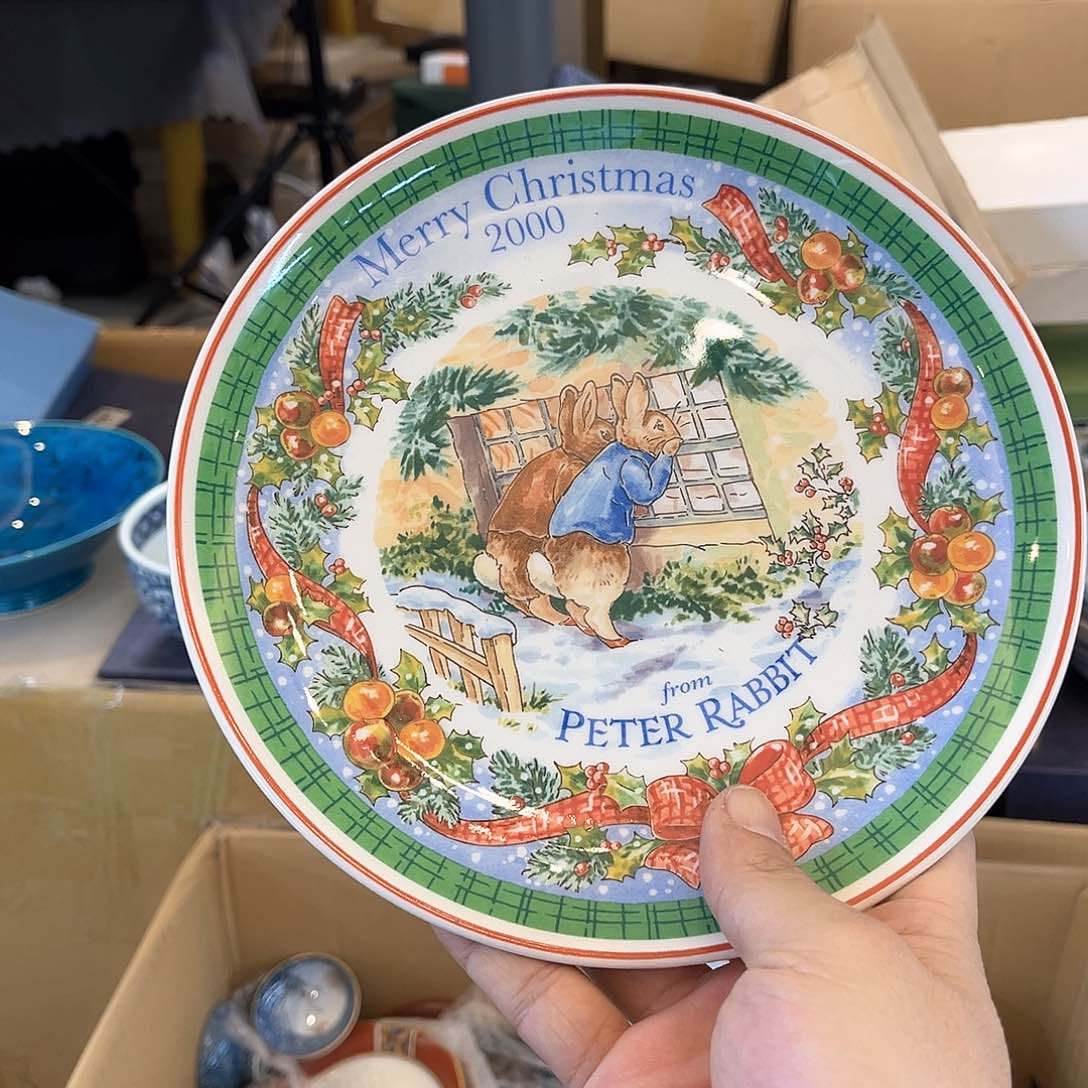 Merry Christmas
2000
from
PETER RABBIT